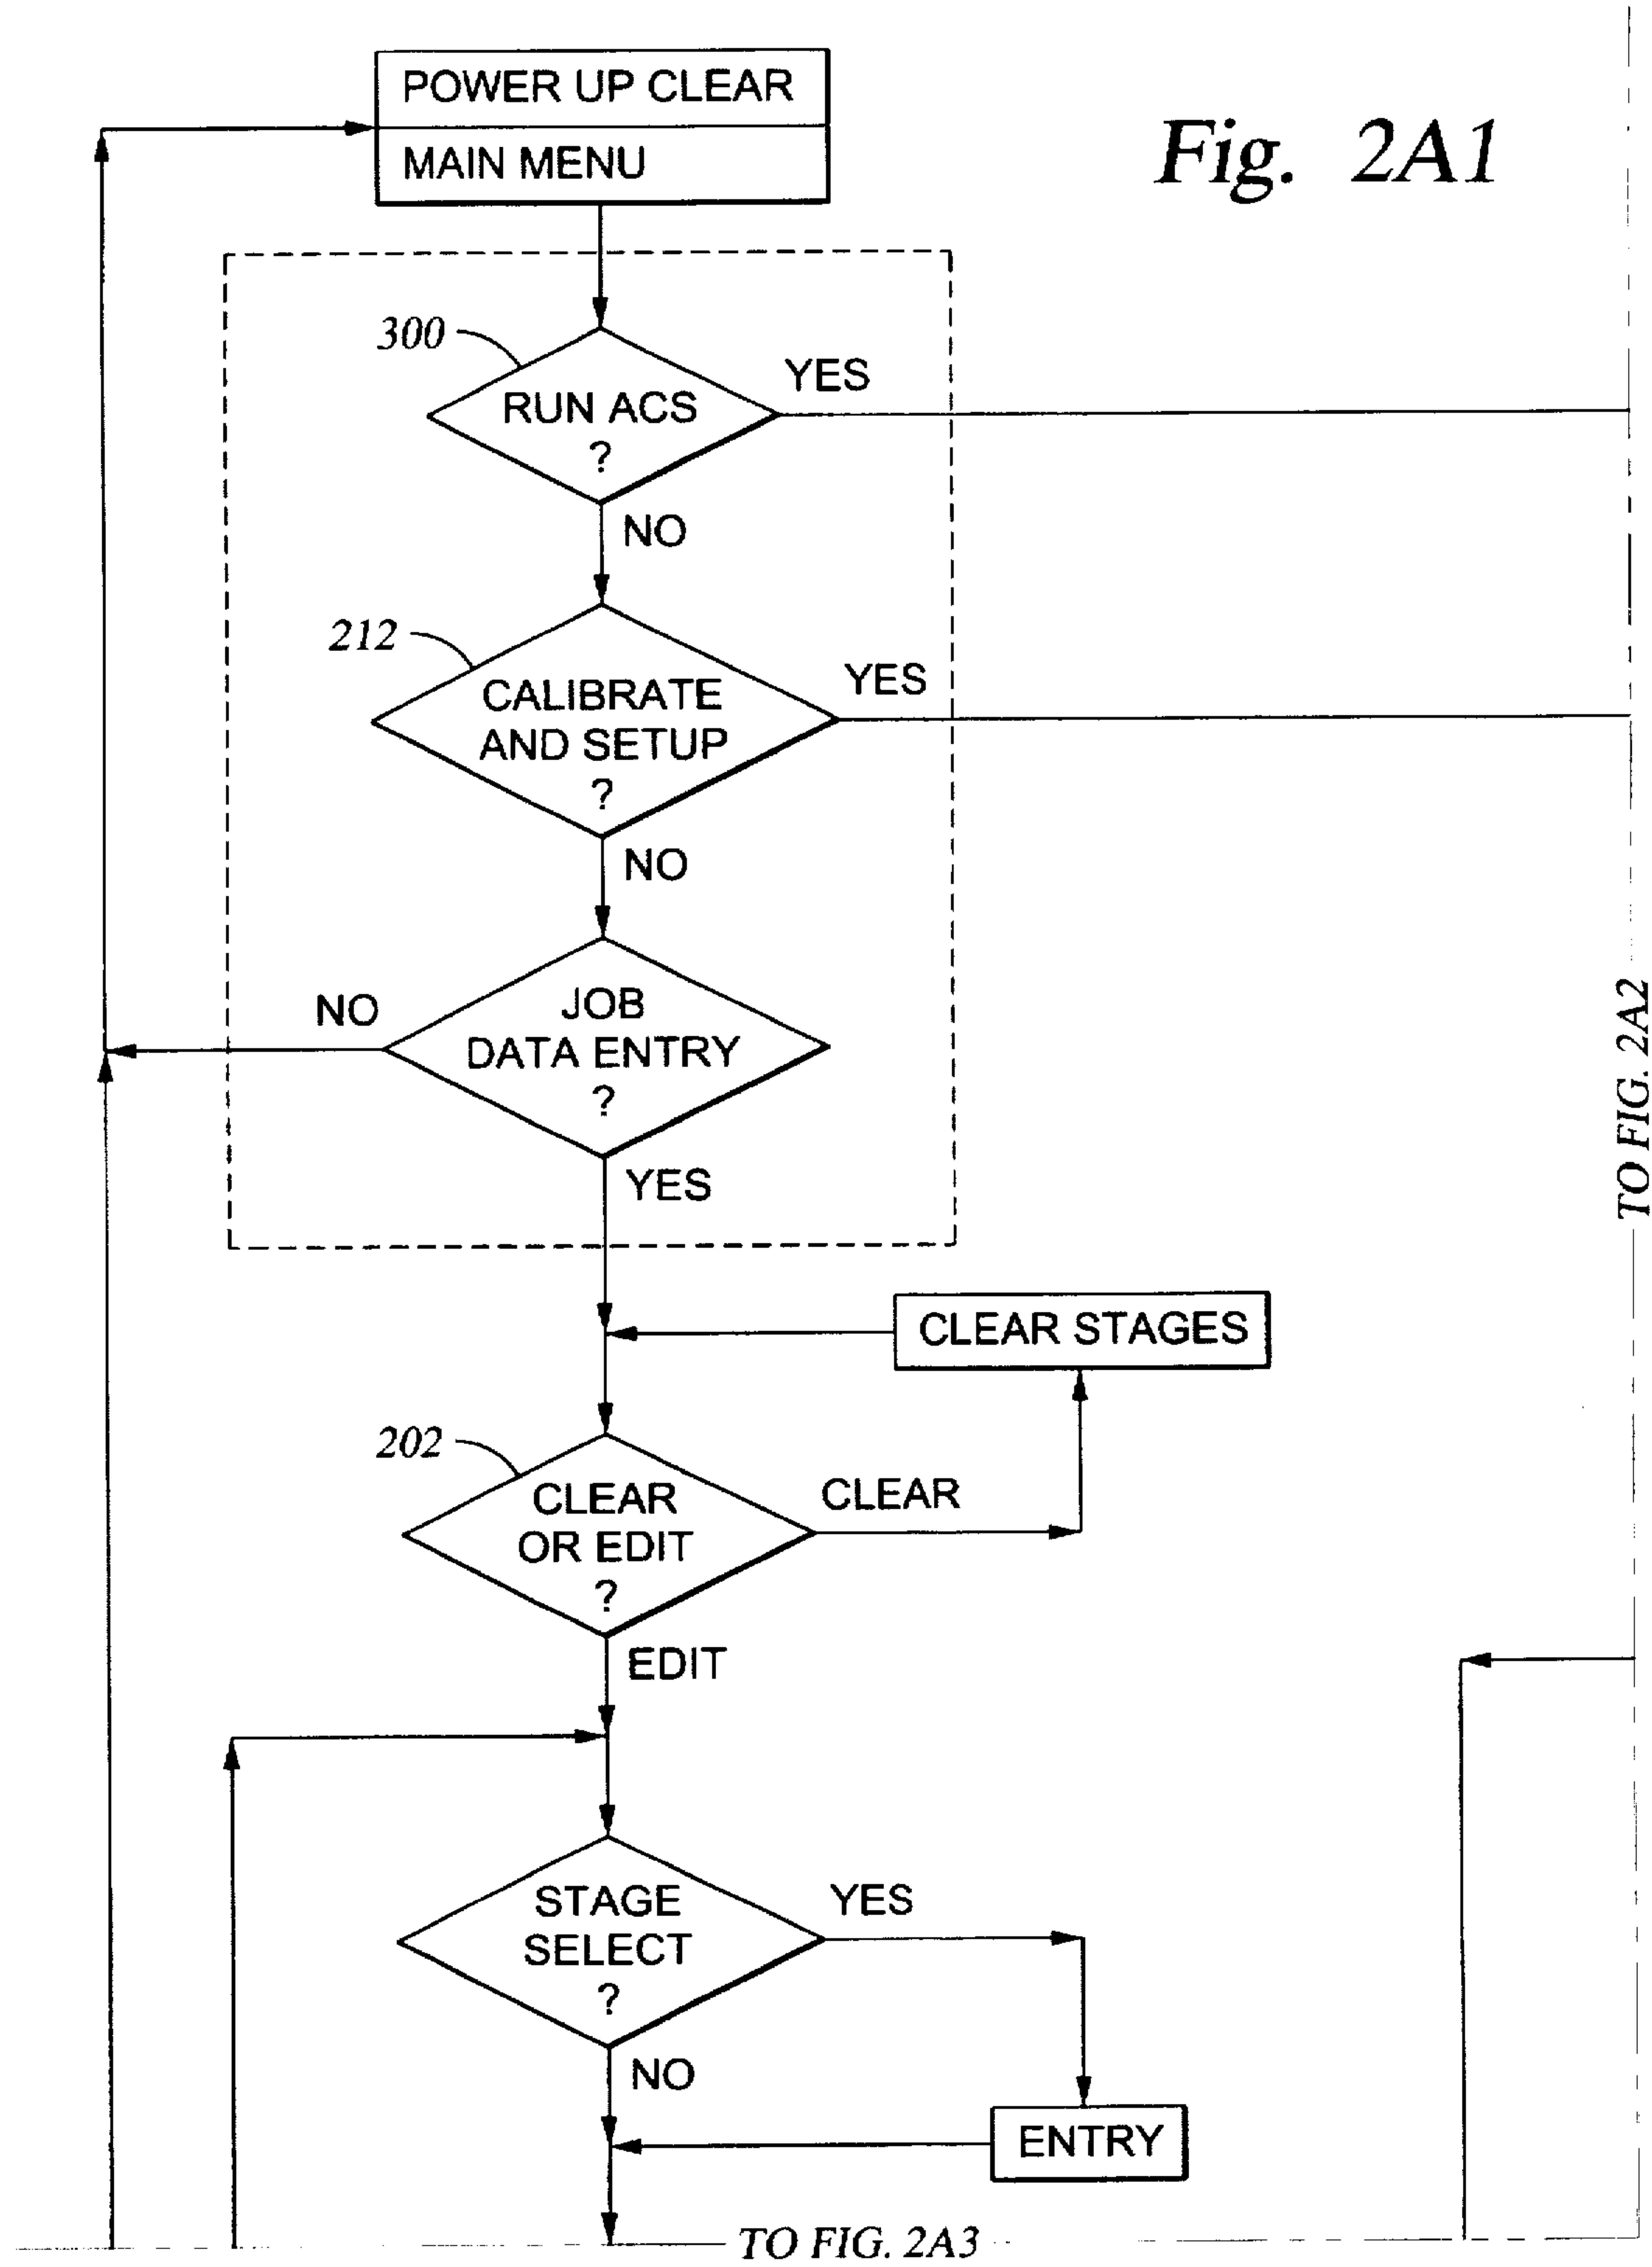 POWER UP CLEAR
MAIN MENU
Fig. 2A1
300
RUN ACS
?
YES
NO
212
CALIBRATE
AND SETUP
?
YES
NO
JOB
DATA ENTRY
?
NO
YES
TO FIG. 2A2
CLEAR STAGES
202
CLEAR
OR EDIT
?
CLEAR
EDIT
STAGE
SELECT
?
YES
NO
ENTRY
TO FIG. 2A3